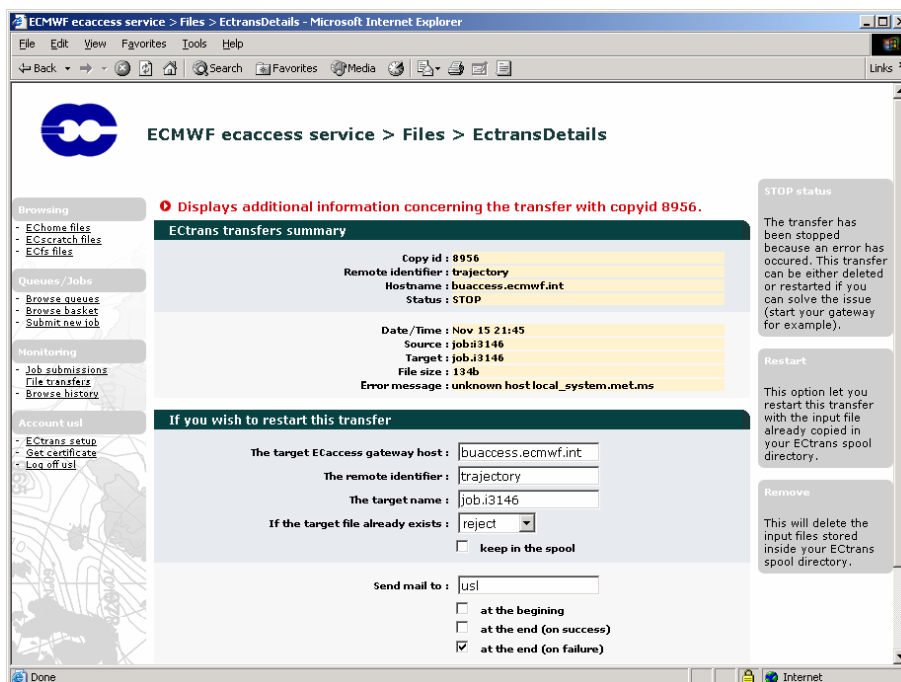 ECMWF ecaccess service > Files > EctransDetails - Microsoft Internet Explorer
File Edit View Favorites Tools Help
Back Search Favorites Media Links
ECMWF ecaccess service > Files > EctransDetails
Browsing
- EChome files
- ECscratch files
- ECfs files
Queues/Jobs
- Browse queues
- Browse basket
- Submit new job
Monitoring
- Job submissions
File transfers
- Browse history
Account usl
- ECtrans setup
- Get certificate
- Log off usl
Displays additional information concerning the transfer with copyid 8956.
ECtrans transfers summary
Copy id : 8956
Remote identifier : trajectory
Hostname : buaccess.ecmwf.int
Status : STOP
Date/Time : Nov 15 21:45
Source : job:i3146
Target : job.i3146
File size : 134b
Error message : unknown host local_system.met.ms
If you wish to restart this transfer
The target ECaccess gateway host : buaccess.ecmwf.int
The remote identifier : trajectory
The target name : job.i3146
If the target file already exists : reject
keep in the spool
Send mail to : usl
at the begining
at the end (on success)
at the end (on failure)
STOP status
The transfer has
been stopped
because an error has
occured. This transfer
can be either deleted
or restarted if you
can solve the issue
(start your gateway
for example).
Restart
This option let you
restart this transfer
with the input file
already copied in
your ECtrans spool
directory.
Remove
This will delete the
input files stored
inside your ECtrans
spool directory.
Done Internet